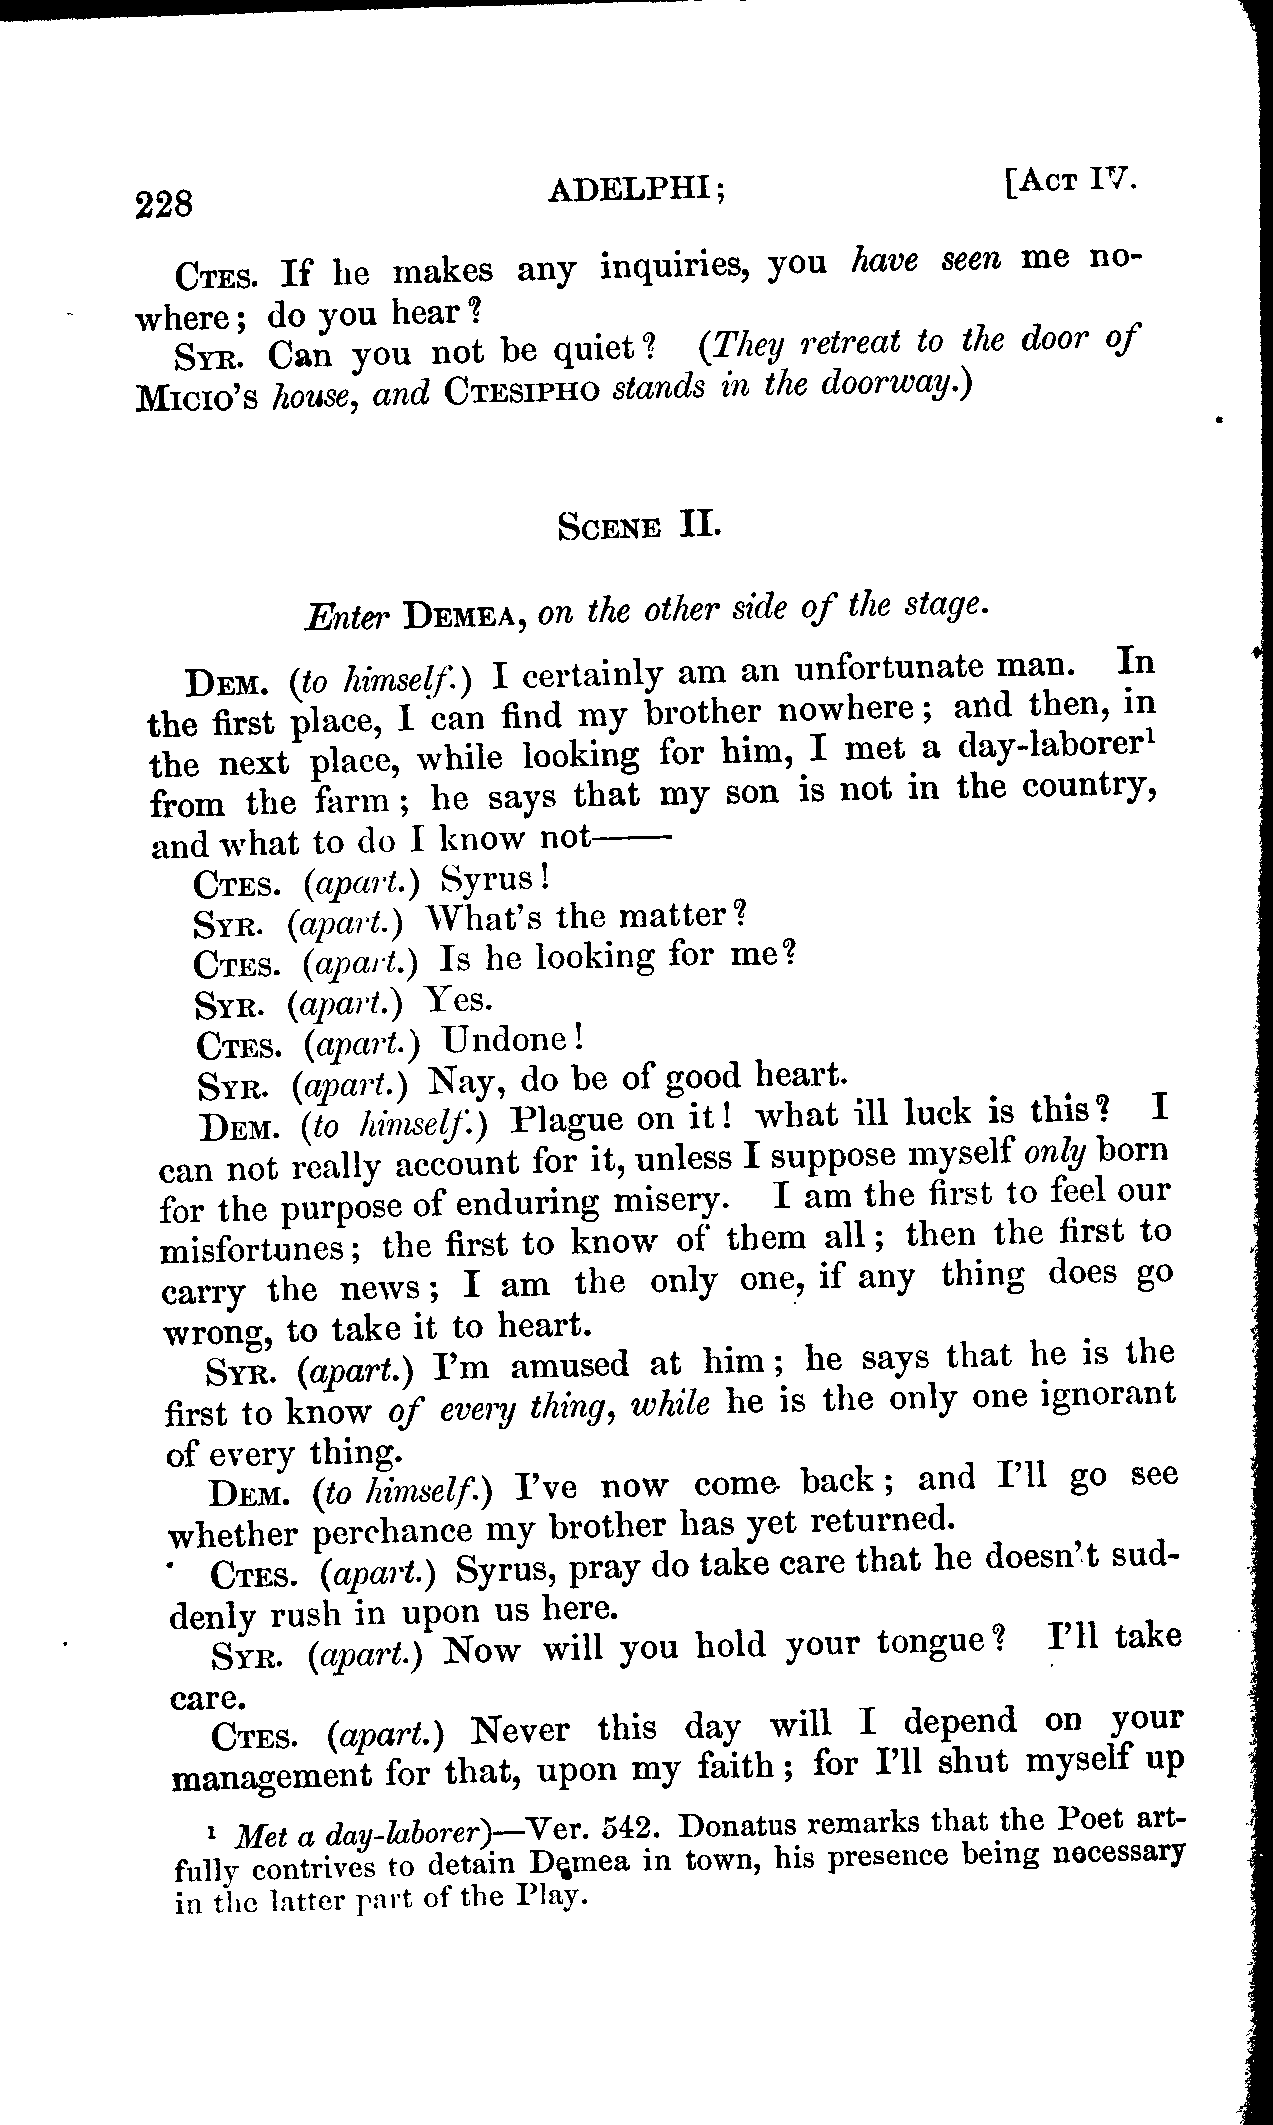 228 ADELPHI; [ACT IV.
CTES. If he makes any inquiries, you have seen me no-
where; do you hear?
SYR. Can you not be quiet? (They retreat to the door of
MICIO'S house, and CTESIPHO stands in the doorway.)
SCENE II.
Enter DEMEA, on the other side of the stage.
DEM. (to himself.) I certainly am an unfortunate man. In
the first place, I can find my brother nowhere; and then, in
the next place, while looking for him, I met a day-laborer¹
from the farm; he says that my son is not in the country,
and what to do I know not——
CTES. (apart.) Syrus!
SYR. (apart.) What's the matter?
CTES. (apart.) Is he looking for me?
SYR. (apart.) Yes.
CTES. (apart.) Undone!
SYR. (apart.) Nay, do be of good heart.
DEM. (to himself.) Plague on it! what ill luck is this? I
can not really account for it, unless I suppose myself only born
for the purpose of enduring misery. I am the first to feel our
misfortunes; the first to know of them all; then the first to
carry the news; I am the only one, if any thing does go
wrong, to take it to heart.
SYR. (apart.) I'm amused at him; he says that he is the
first to know of every thing, while he is the only one ignorant
of every thing.
DEM. (to himself.) I've now come back; and I'll go see
whether perchance my brother has yet returned.
CTES. (apart.) Syrus, pray do take care that he doesn't sud-
denly rush in upon us here.
SYR. (apart.) Now will you hold your tongue? I'll take
care.
CTES. (apart.) Never this day will I depend on your
management for that, upon my faith; for I'll shut myself up
¹ Met a day-laborer)—Ver. 542. Donatus remarks that the Poet art-
fully contrives to detain Demea in town, his presence being necessary
in the latter part of the Play.